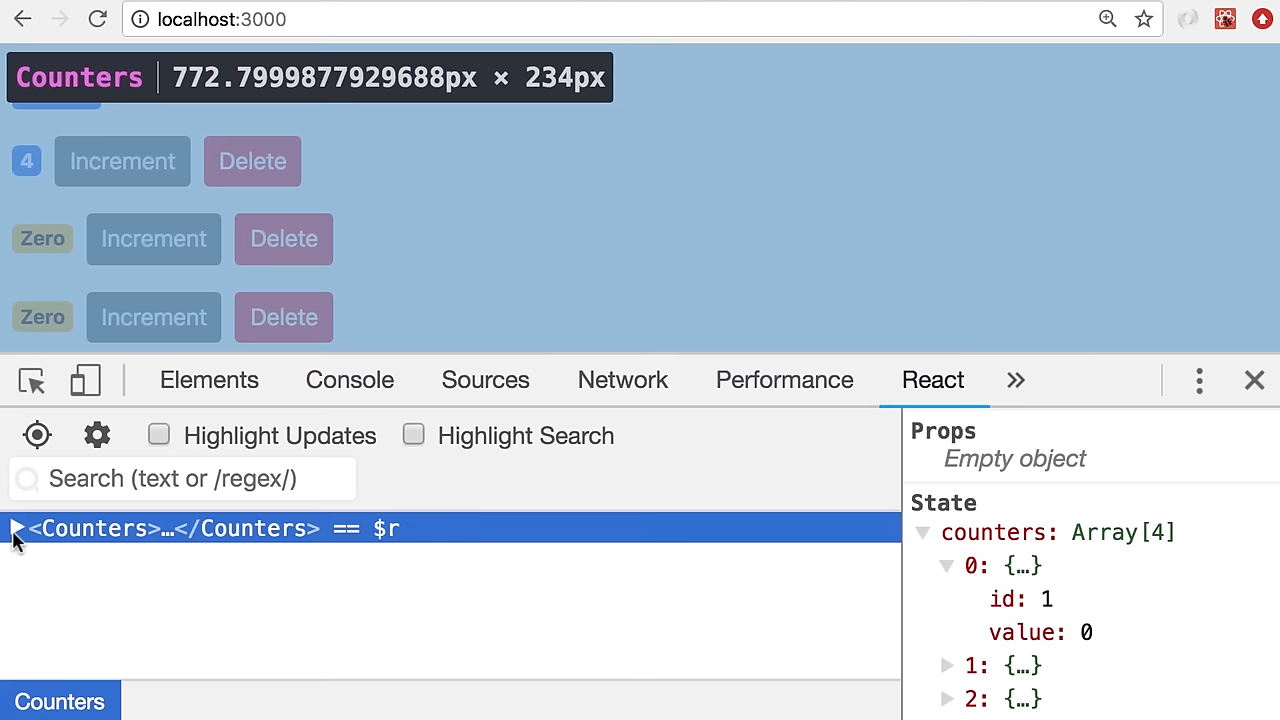 localhost:3000
Counters | 772.7999877929688px × 234px
4 Increment Delete
Zero Increment Delete
Zero Increment Delete
Elements Console Sources Network Performance React »
Highlight Updates Highlight Search
Search (text or /regex/)
<Counters>…</Counters> == $r
Counters
Props
Empty object
State
counters: Array[4]
0: {…}
id: 1
value: 0
1: {…}
2: {…}